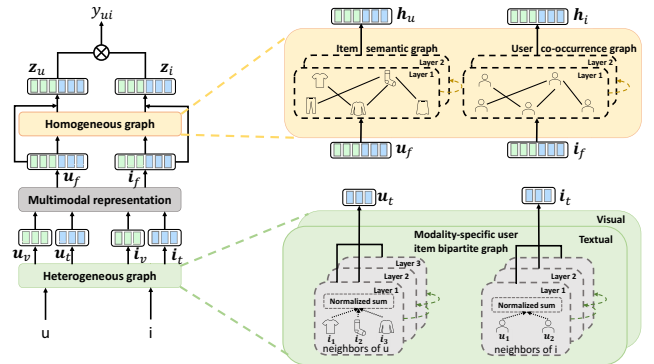 y_ui
z_u
z_i
Homogeneous graph
u_f
i_f
Multimodal representation
u_v
u_t
i_v
i_t
Heterogeneous graph
u
i
h_u
h_i
Item semantic graph
Layer 2
Layer 1
User co-occurrence graph
Layer 2
Layer 1
u_f
i_f
u_t
i_t
Visual
Textual
Modality-specific user
item bipartite graph
Layer 3
Layer 2
Layer 1
Normalized sum
i_1
i_2
i_3
neighbors of u
Layer 2
Layer 1
Normalized sum
u_1
u_2
neighbors of i